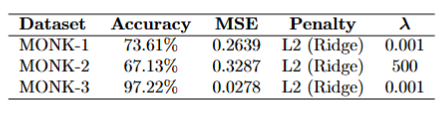 Dataset Accuracy MSE Penalty λ
MONK-1 73.61% 0.2639 L2 (Ridge) 0.001
MONK-2 67.13% 0.3287 L2 (Ridge) 500
MONK-3 97.22% 0.0278 L2 (Ridge) 0.001